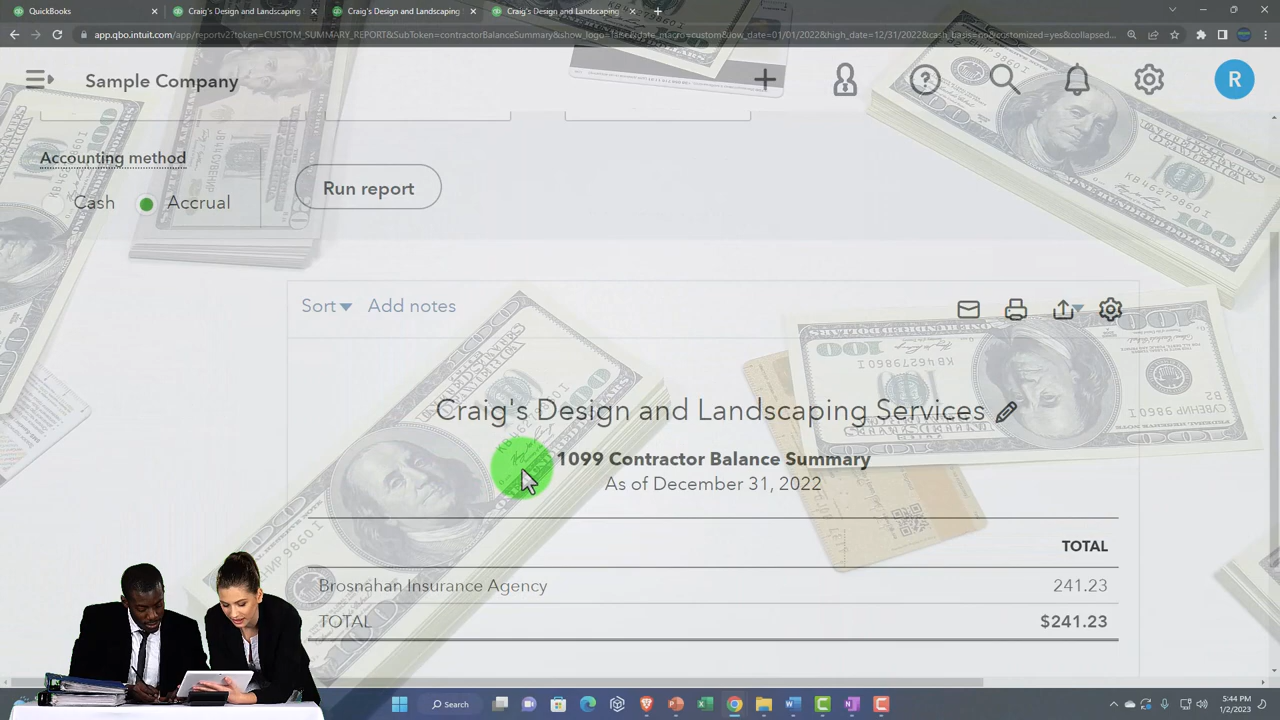 QuickBooks
Craig's Design and Landscaping
Craig's Design and Landscaping
Craig's Design and Landscaping
Sample Company
R
Accounting method
Cash
Accrual
Run report
Sort
Add notes
Craig's Design and Landscaping Services
1099 Contractor Balance Summary
As of December 31, 2022
TOTAL
Brosnahan Insurance Agency 241.23
TOTAL $241.23
Search
5:44 PM
1/2/2023